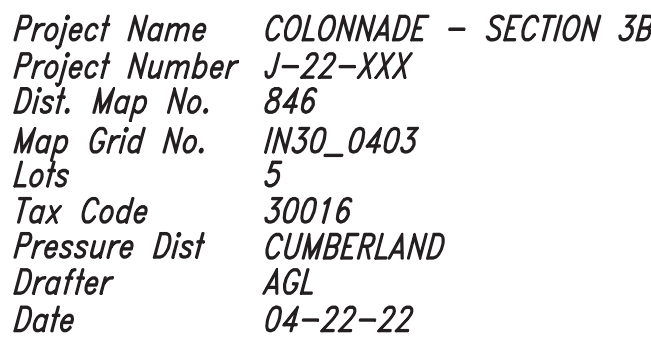 Project Name COLONNADE - SECTION 3B
Project Number J-22-XXX
Dist. Map No. 846
Map Grid No. IN30_0403
Lots 5
Tax Code 30016
Pressure Dist CUMBERLAND
Drafter AGL
Date 04-22-22